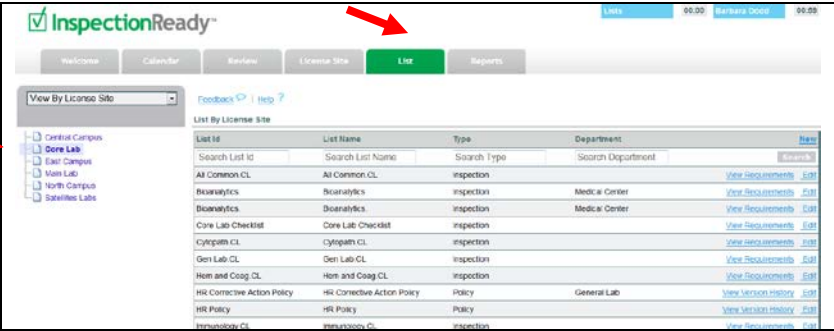 Lists 00:00 Barbara Dodd 00:09
InspectionReady
Welcome Calendar Review License Site List Reports
View By License Site
Feedback | Help ?
List By License Site
Central Campus
Core Lab
East Campus
Main Lab
North Campus
Satellites Labs
List Id List Name Type Department New
Search List Id Search List Name Search Type Search Department Search
All Common CL All Common CL Inspection View Requirements Edit
Bioanalytics Bioanalytics Inspection Medical Center View Requirements Edit
Bioanalytics Bioanalytics Inspection Medical Center View Requirements Edit
Core Lab Checklist Core Lab Checklist Inspection View Requirements Edit
Cytopath CL Cytopath CL Inspection View Requirements Edit
Gen Lab CL Gen Lab CL Inspection View Requirements Edit
Hem and Coag CL Hem and Coag CL Inspection View Requirements Edit
HR Corrective Action Policy HR Corrective Action Policy Policy General Lab View Version History Edit
HR Policy HR Policy Policy View Version History Edit
Immunology CL Immunology CL Inspection View Requirements Edit